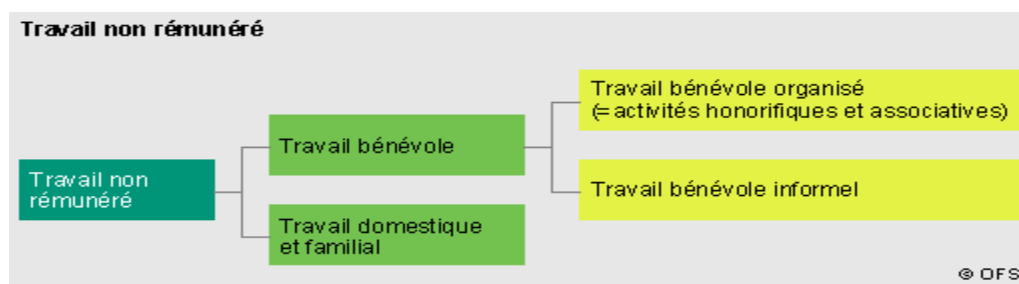 Travail non rémunéré
Travail non
rémunéré
Travail bénévole
Travail domestique
et familial
Travail bénévole organisé
(= activités honorifiques et associatives)
Travail bénévole informel
© OFS